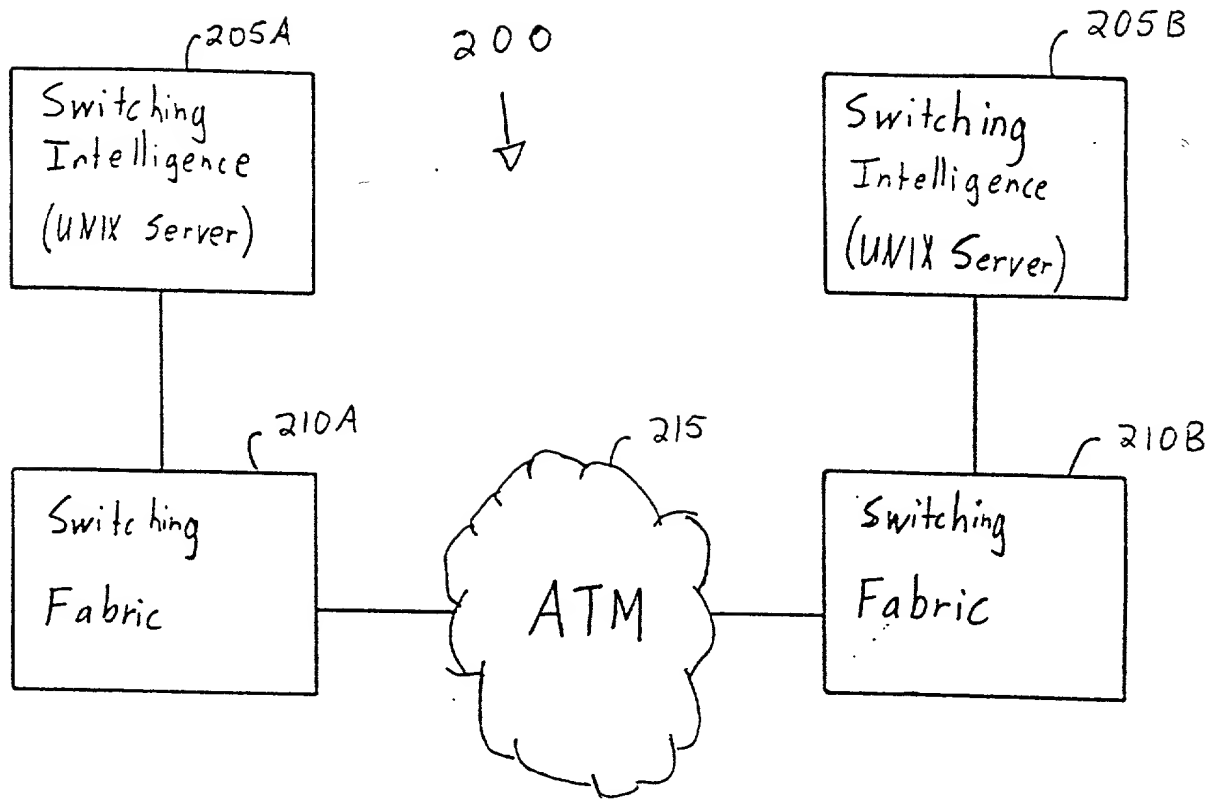 205A
200
205B
Switching
Intelligence
(UNIX Server)
Switching
Intelligence
(UNIX Server)
210A
215
210B
Switching
Fabric
ATM
Switching
Fabric